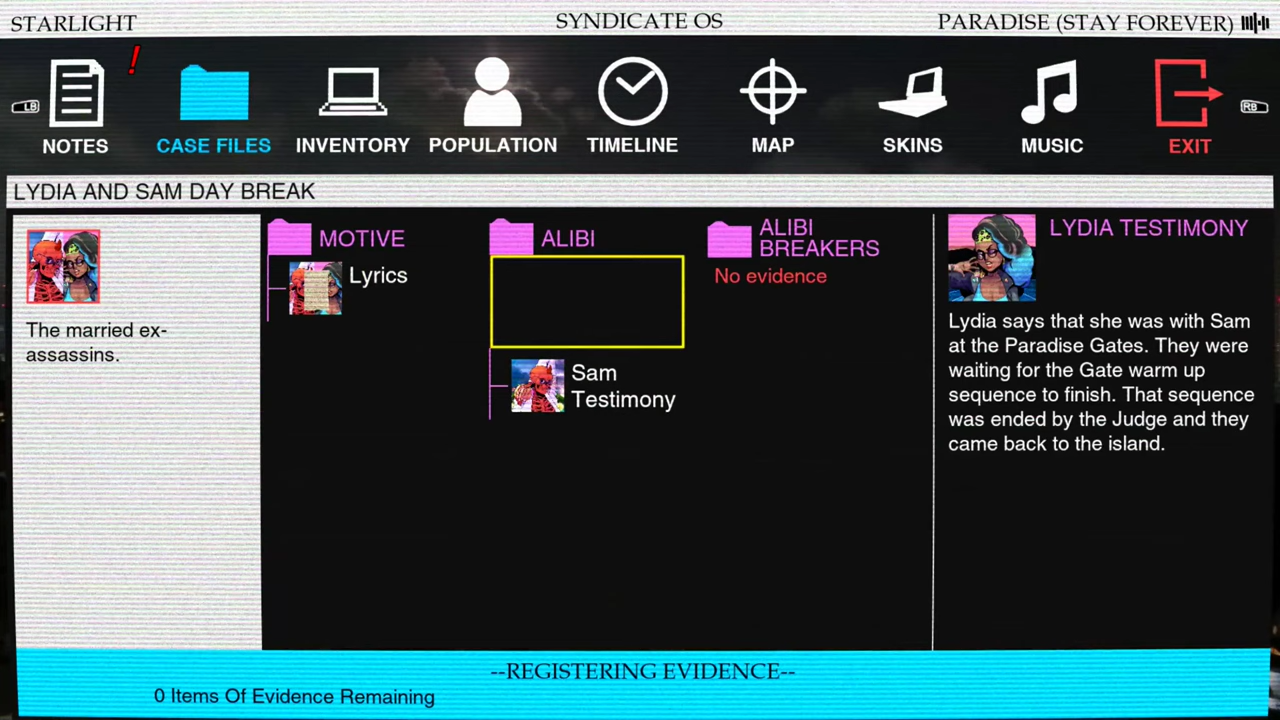 STARLIGHT
SYNDICATE OS
PARADISE (STAY FOREVER)
!
LB
NOTES
CASE FILES
INVENTORY
POPULATION
TIMELINE
MAP
SKINS
MUSIC
EXIT
RB
LYDIA AND SAM DAY BREAK
The married ex-
assassins.
MOTIVE
Lyrics
ALIBI
Sam
Testimony
ALIBI
BREAKERS
No evidence
LYDIA TESTIMONY
Lydia says that she was with Sam
at the Paradise Gates. They were
waiting for the Gate warm up
sequence to finish. That sequence
was ended by the Judge and they
came back to the island.
--REGISTERING EVIDENCE--
0 Items Of Evidence Remaining